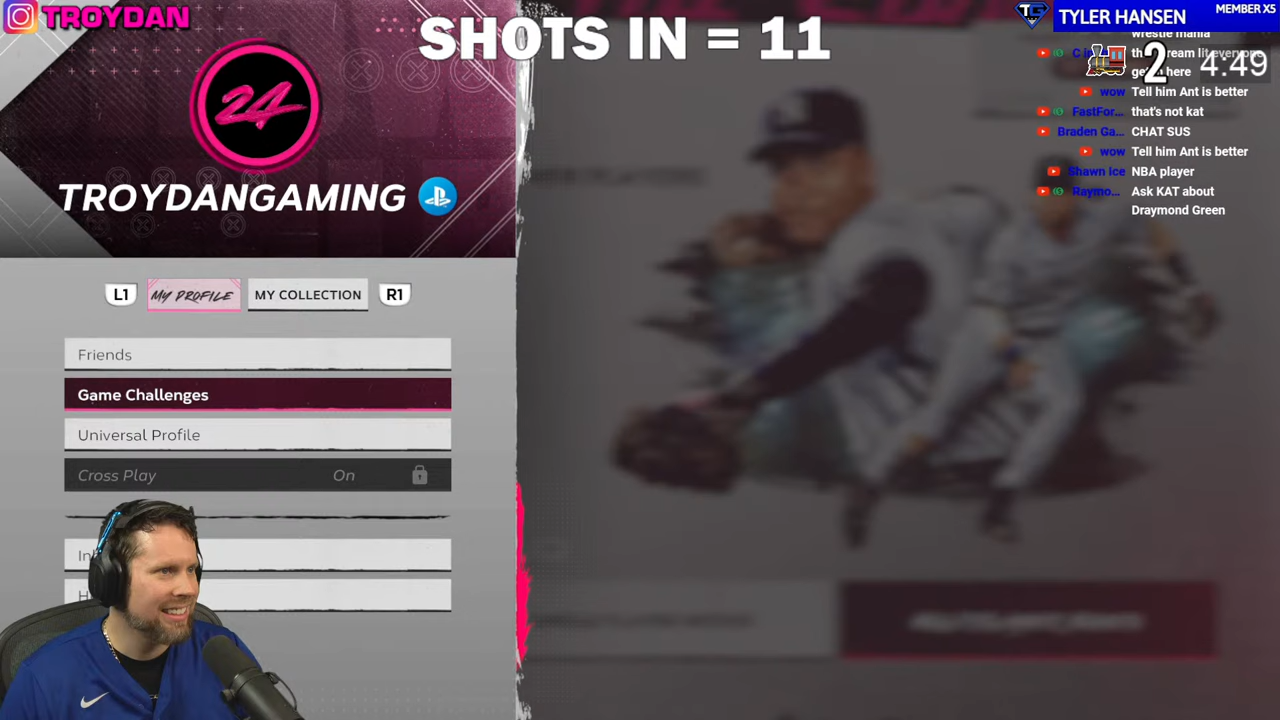 TROYDAN
SHOTS IN = 11
TYLER HANSEN
MEMBER X5
24
TROYDANGAMING
L1
MY PROFILE
MY COLLECTION
R1
Friends
Game Challenges
Universal Profile
Cross Play On
2
4.49
wrestle mania
everyone
here
wow Tell him Ant is better
FastFor... that's not kat
Braden Ga... CHAT SUS
wow Tell him Ant is better
Shawn Ice NBA player
Raymo... Ask KAT about
Draymond Green